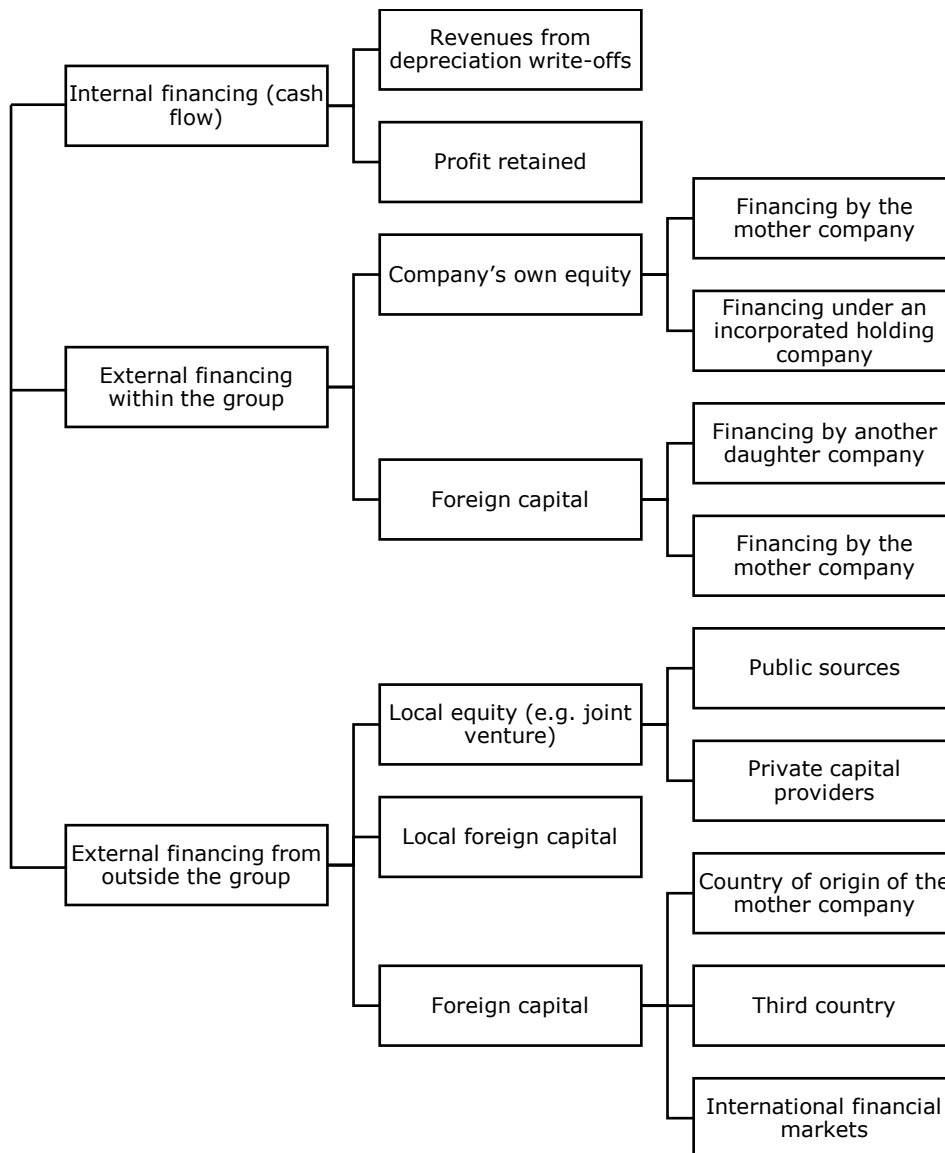 Revenues from
depreciation write-offs
Internal financing (cash
flow)
Profit retained
Financing by the
mother company
Company’s own equity
Financing under an
incorporated holding
company
External financing
within the group
Financing by another
daughter company
Foreign capital
Financing by the
mother company
Public sources
Local equity (e.g. joint
venture)
Private capital
providers
Local foreign capital
External financing from
outside the group
Country of origin of the
mother company
Foreign capital
Third country
International financial
markets